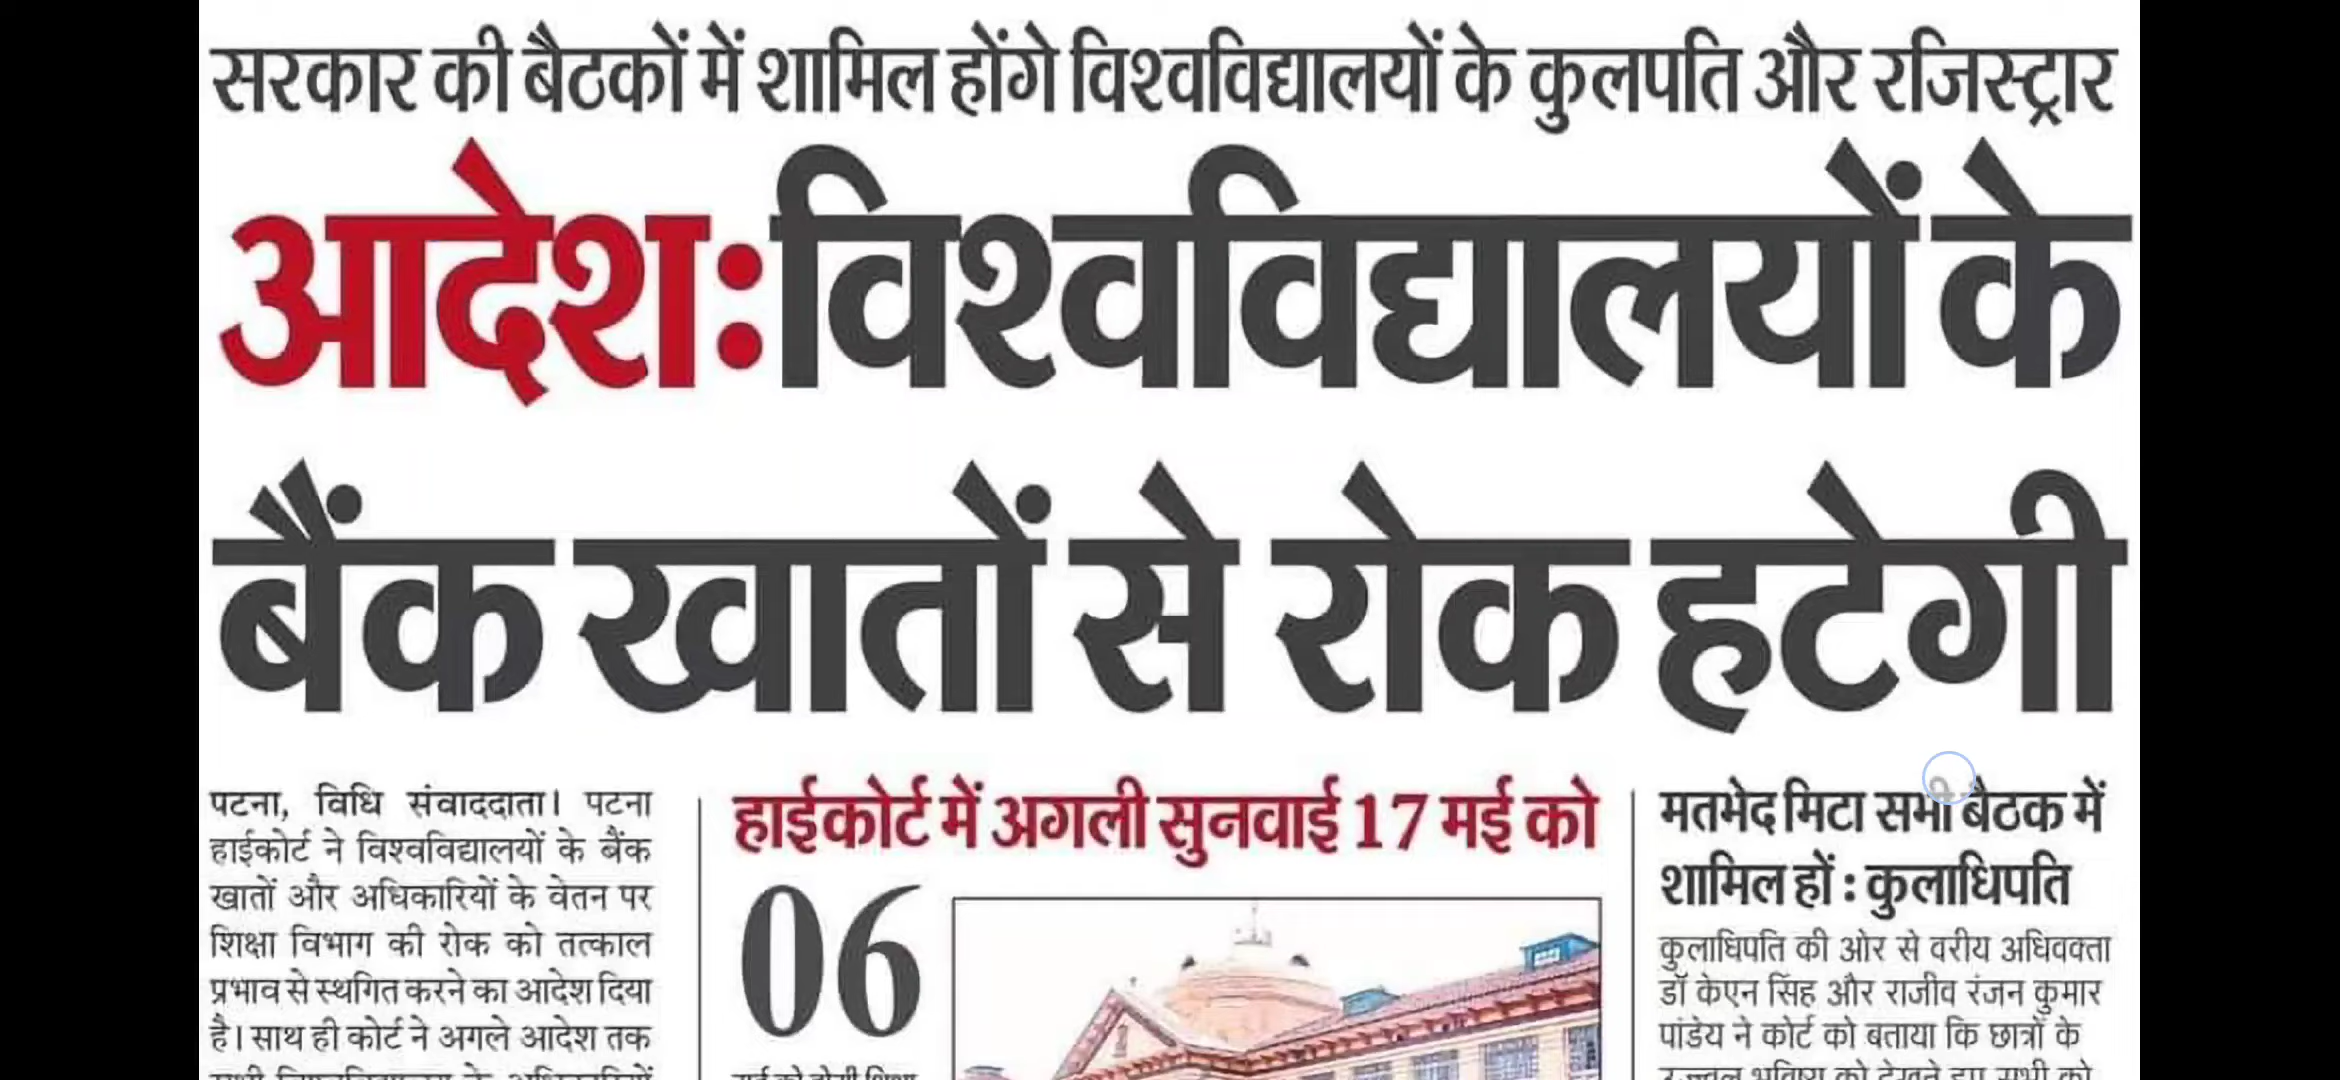 सरकार की बैठकों में शामिल होंगे विश्वविद्यालयों के कुलपति और रजिस्ट्रार
आदेश: विश्वविद्यालयों के
बैंक खातों से रोक हटेगी
पटना, विधि संवाददाता। पटना
हाईकोर्ट ने विश्वविद्यालयों के बैंक
खातों और अधिकारियों के वेतन पर
शिक्षा विभाग की रोक को तत्काल
प्रभाव से स्थगित करने का आदेश दिया
है। साथ ही कोर्ट ने अगले आदेश तक
हाईकोर्ट में अगली सुनवाई 17 मई को
06
मतभेद मिटा सभी बैठक में
शामिल हों : कुलाधिपति
कुलाधिपति की ओर से वरीय अधिवक्ता
डॉ केएन सिंह और राजीव रंजन कुमार
पांडेय ने कोर्ट को बताया कि छात्रों के